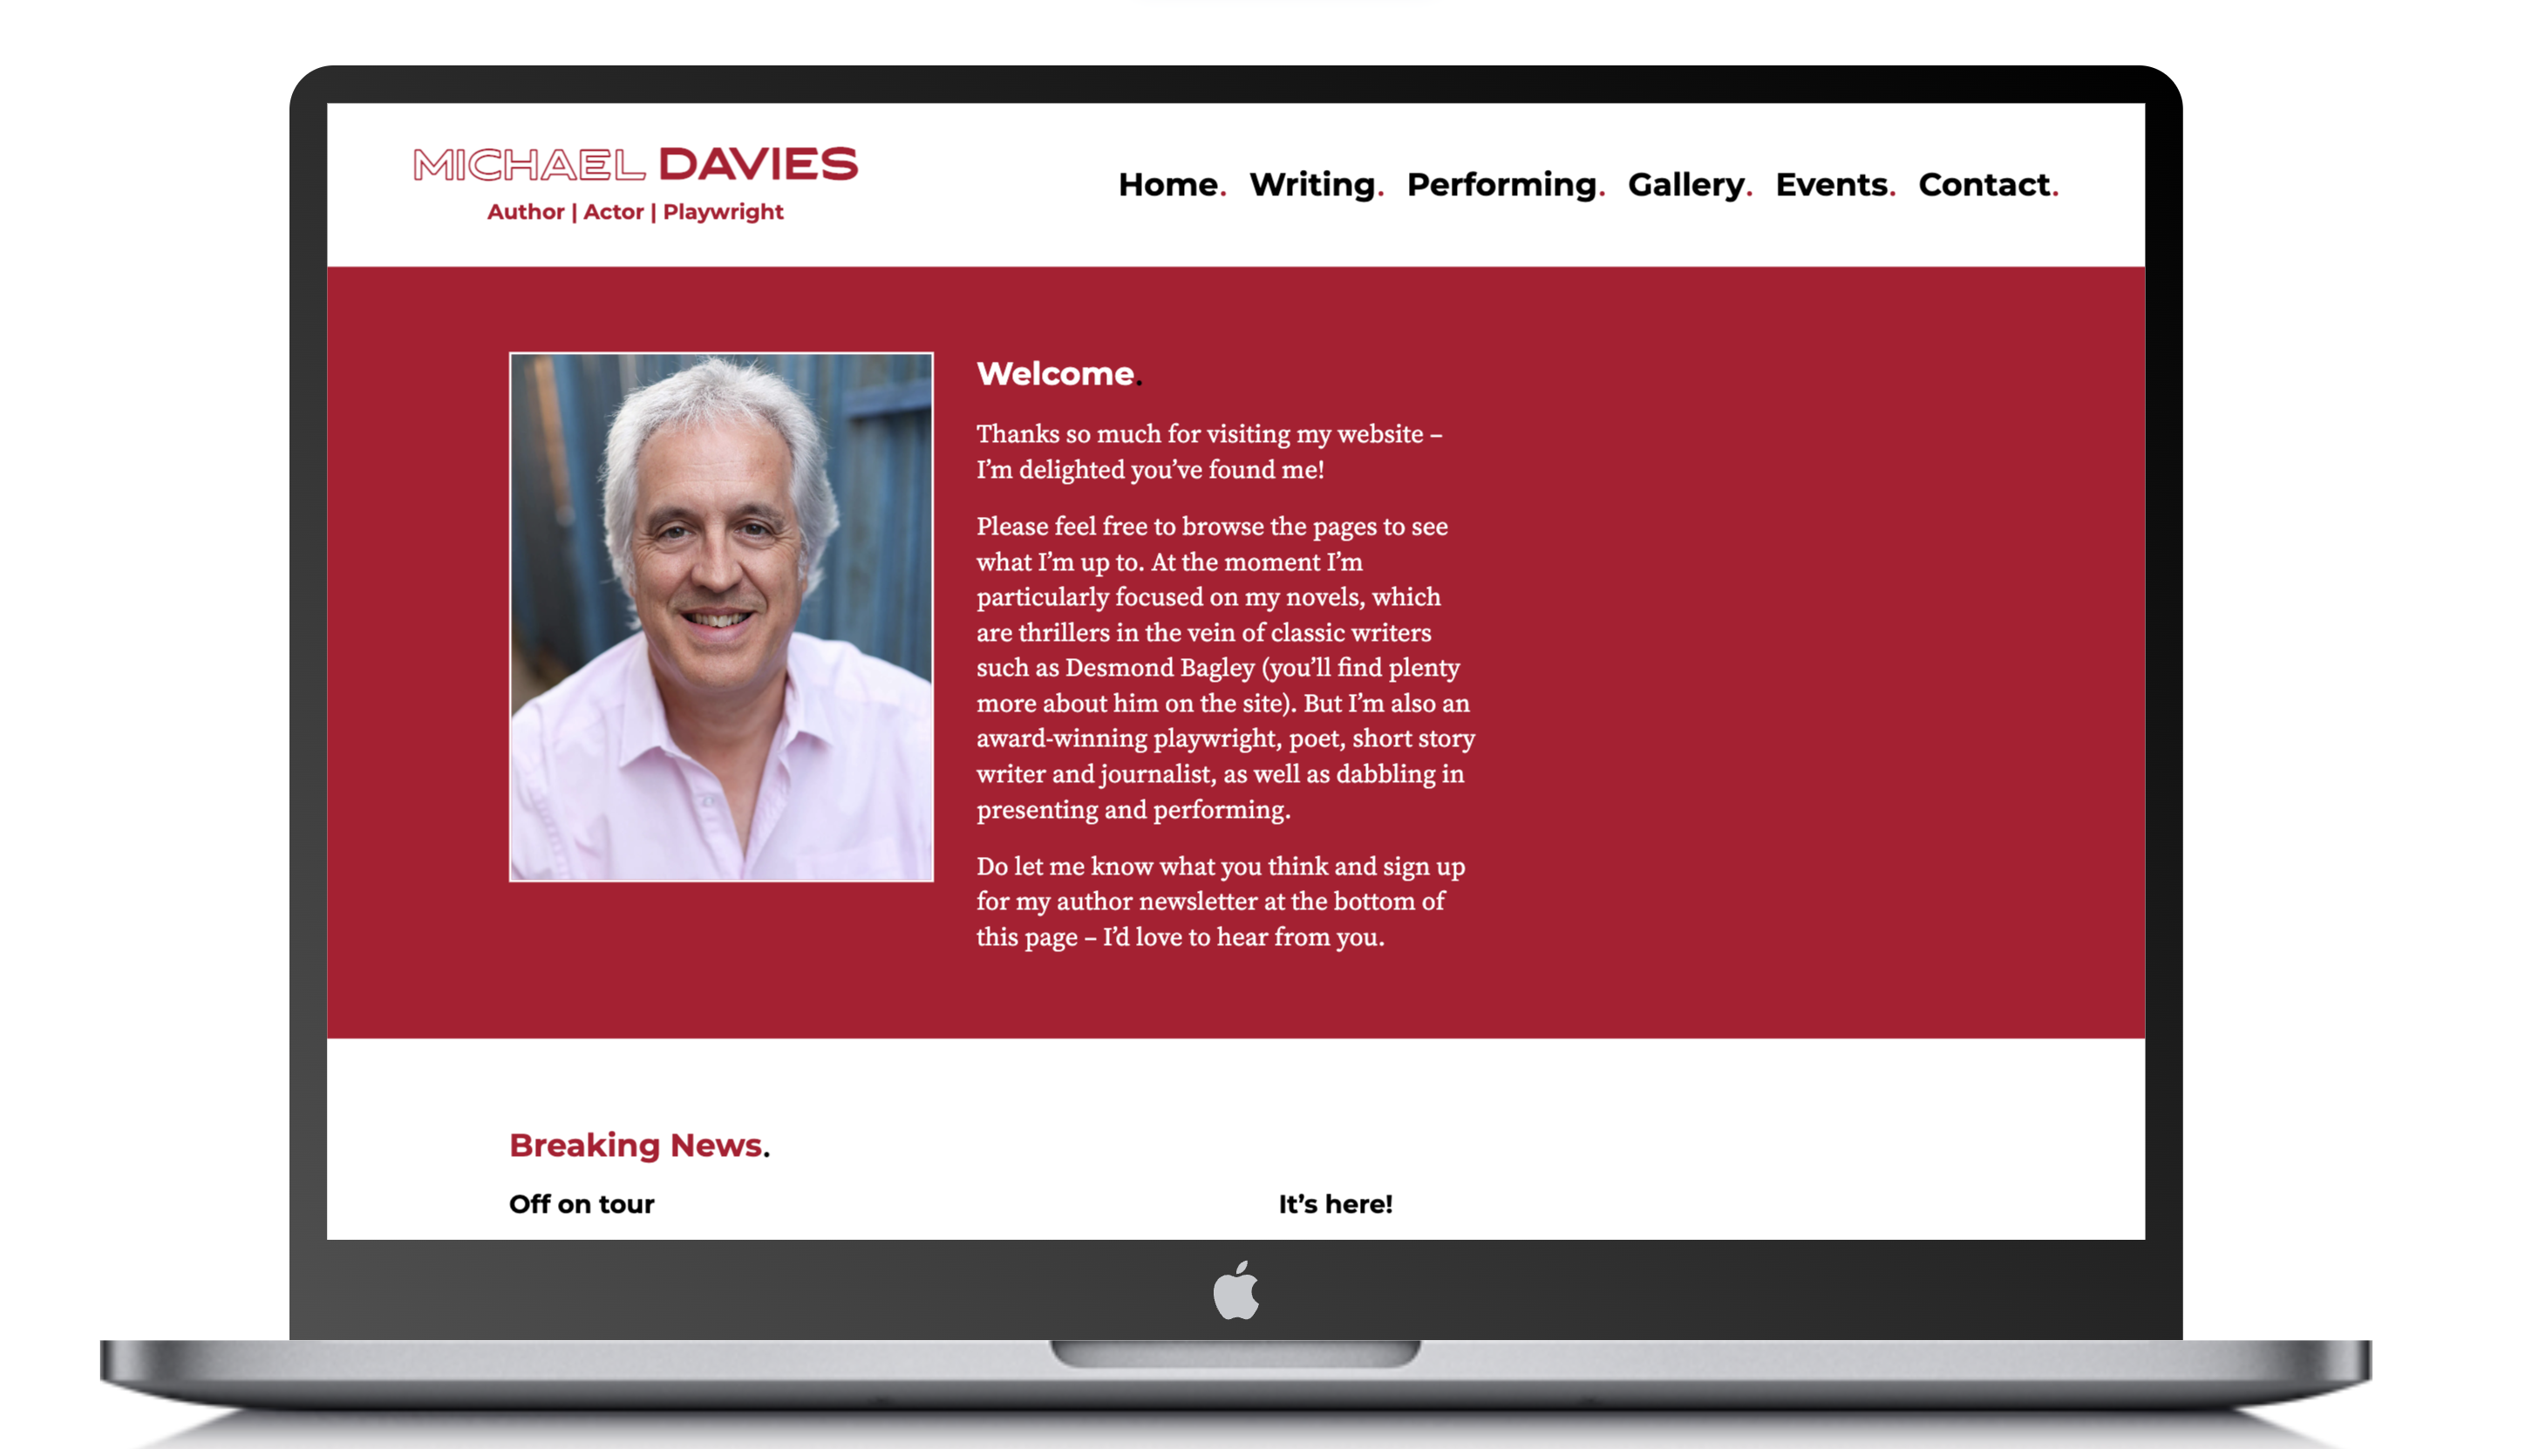 MICHAEL DAVIES
Author | Actor | Playwright
Home. Writing. Performing. Gallery. Events. Contact.
Welcome.
Thanks so much for visiting my website –
I’m delighted you’ve found me!
Please feel free to browse the pages to see
what I’m up to. At the moment I’m
particularly focused on my novels, which
are thrillers in the vein of classic writers
such as Desmond Bagley (you’ll find plenty
more about him on the site). But I’m also an
award-winning playwright, poet, short story
writer and journalist, as well as dabbling in
presenting and performing.
Do let me know what you think and sign up
for my author newsletter at the bottom of
this page – I’d love to hear from you.
Breaking News.
Off on tour
It’s here!